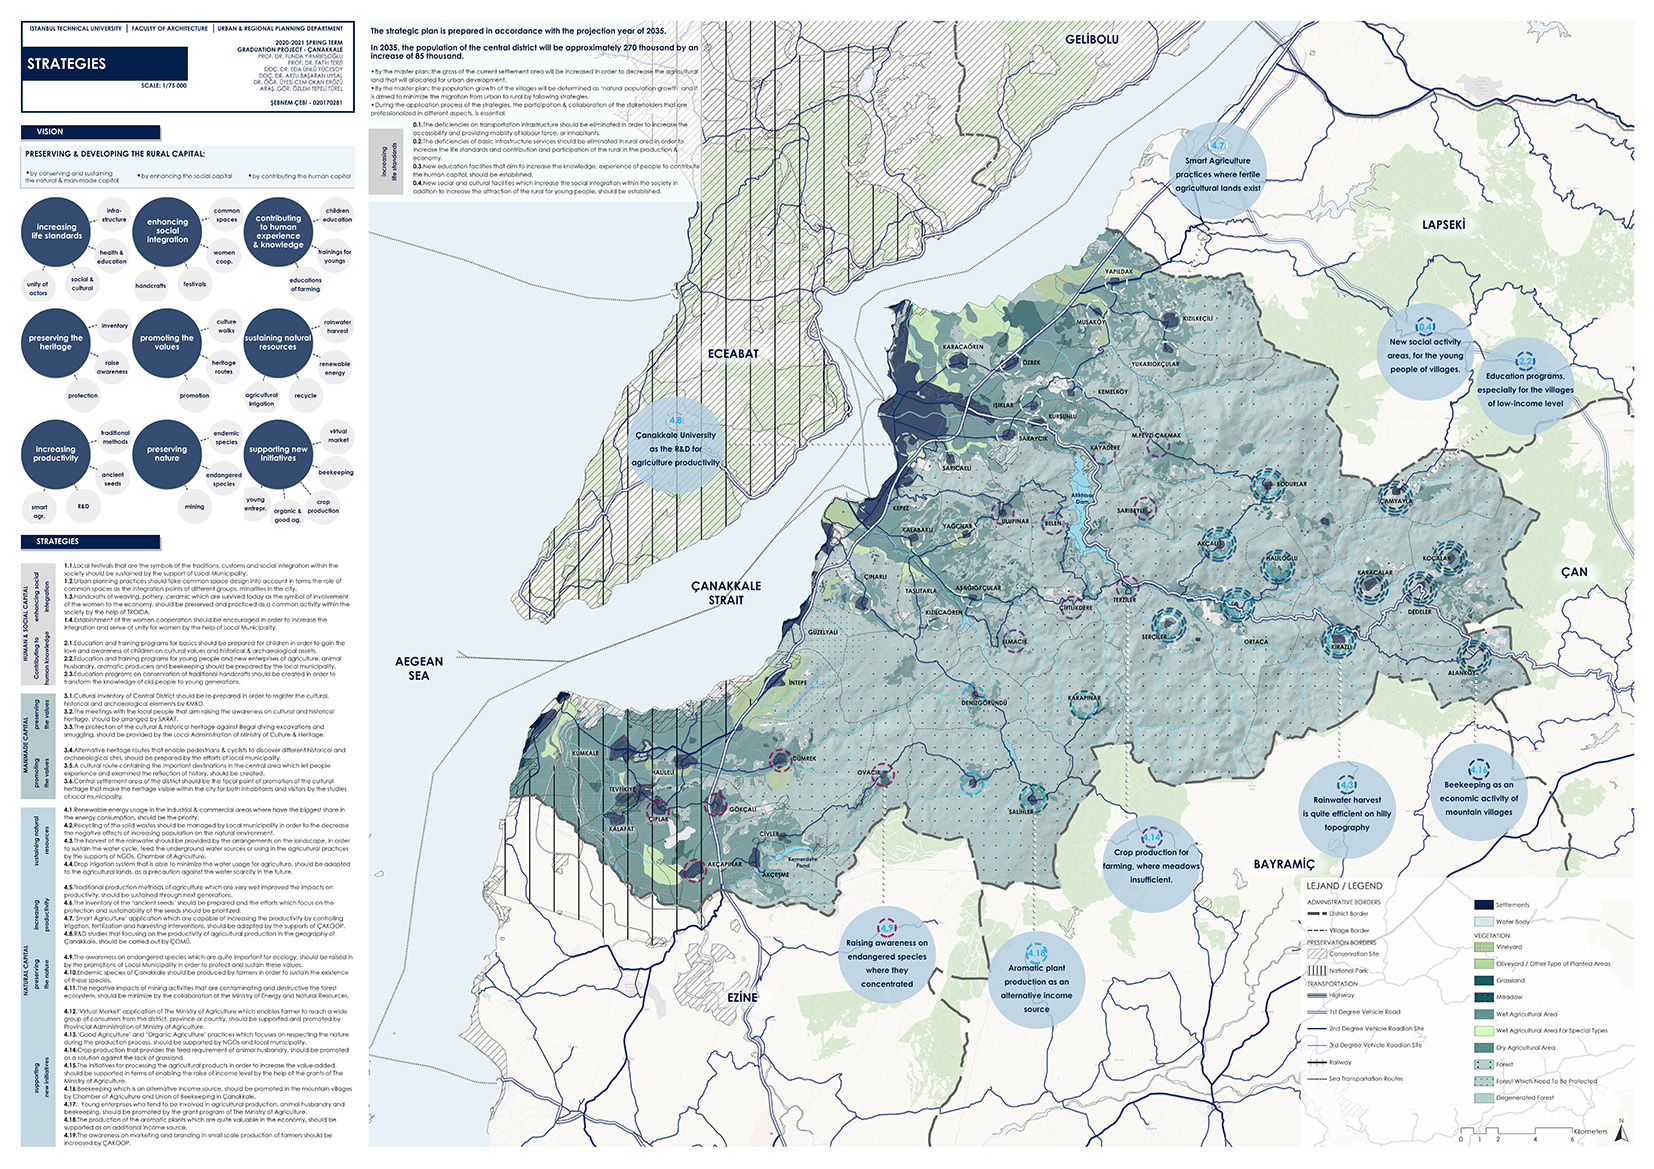 İSTANBUL TECHNICAL UNIVERSITY | FACULTY OF ARCHITECTURE | URBAN & REGIONAL PLANNING DEPARTMENT
2020-2021 SPRING TERM
GRADUATION PROJECT - ÇANAKKALE
PROF. DR. FUNDA YİRMİBEŞOĞLU
PROF. DR. FATİH TERZİ
DOÇ. DR. EDA ÜNLÜ YÜCESOY
DOÇ. DR. ARZU BAŞARAN UYSAL
DR. ÖĞR. ÜYESİ CEM OKAN ERÖZÜ
ARAŞ. GÖR. ÖZLEM TEPELİ TÜREL
STRATEGIES
SCALE: 1/75 000
ŞEBNEM ÇEBİ - 020170281
VISION
PRESERVING & DEVELOPING THE RURAL CAPITAL;
•by conserving and sustaining
the natural & man-made capital
•by enhancing the social capital
•by contributing the human capital
increasing
life standards
infra-
structure
health &
education
social &
cultural
unity of
actors
enhancing
social
integration
common
spaces
women
coop.
festivals
handcrafts
contributing
to human
experience
& knowledge
children
education
trainings for
youngs
educations
of farming
preserving the
heritage
inventory
raise
awareness
protection
promoting the
values
culture
walks
heritage
routes
promotion
sustaining natural
resources
rainwater
harvest
renewable
energy
recycle
agricultural
irrigation
increasing
productivity
traditional
methods
ancient
seeds
R&D
smart
agr.
preserving
nature
endemic
species
endangered
species
mining
supporting new
initiatives
virtual
market
beekeeping
crop
production
organic &
good ag.
young
entrepr.
STRATEGIES
HUMAN & SOCIAL CAPITAL
enhancing social
integration
Contributing to
human knowledge
1.1.Local festivals that are the symbols of the traditions, customs and social integration within the
society should be sustained by the support of Local Municipality.
1.2.Urban planning practices should take common space design into account in terms the role of
common spaces as the integration points of different groups, minorities in the city.
1.3.Handcrafts of weaving, pottery, ceramic which are survived today as the symbol of involvement
of the women to the economy, should be preserved and practiced as a common activity within the
society by the help of TROIDA.
1.4.Establishment of the women cooperation should be encouraged in order to increase the
integration and sense of unity for women by the help of Local Municipality.
2.1.Education and training programs for basics should be prepared for children in order to gain the
love and awareness of children on cultural values and historical & archaeological assets.
2.2.Education and training programs for young people and new enterprises of agriculture, animal
husbandry, aromatic producers and beekeeping should be prepared by the local municipality.
2.3.Education programs on conservation of traditional handcrafts should be created in order to
transform the knowledge of old people to young generations.
MANMADE CAPITAL
preserving
the values
promoting
the values
3.1.Cultural Inventory of Central District should be re-prepared in order to register the cultural,
historical and archaeological elements by KMKD.
3.2.The meetings with the local people that aim raising the awareness on cultural and historical
heritage, should be arranged by SARAT.
3.3.The protection of the cultural & historical heritage against illegal diving excavations and
smuggling, should be provided by the Local Administration of Ministry of Culture & Heritage.
3.4.Alternative heritage routes that enable pedestrians & cyclists to discover different historical and
archaeological sites, should be prepared by the efforts of local municipality.
3.5.A cultural route containing the important destinations in the central area which let people
experience and examined the reflection of history, should be created.
3.6.Central settlement area of the district should be the focal point of promotion of the cultural
heritage that make the heritage visible within the city for both inhabitants and visitors by the studies
of local municipality.
NATURAL CAPITAL
sustaining natural
resources
increasing
productivity
preserving
the nature
supporting
new initiatives
4.1.Renewable energy usage in the industrial & commercial areas where have the biggest share in
the energy consumption, should be the priority.
4.2.Recycling of the solid wastes should be managed by Local municipality in order to the decrease
the negative effects of increasing population on the natural environment.
4.3.The harvest of the rainwater should be provided by the arrangements on the landscape, in order
to sustain the water cycle, feed the underground water sources or using in the agricultural practices
by the supports of NGOs, Chamber of Agriculture.
4.4.Drop irrigation system that is able to minimize the water usage for agriculture, should be adapted
to the agricultural lands, as a precaution against the water scarcity in the future.
4.5.Traditional production methods of agriculture which are very well improved the impacts on
productivity, should be sustained through next generations.
4.6.The inventory of the 'ancient seeds' should be prepared and the efforts which focus on the
protection and sustainability of the seeds should be prioritized.
4.7.'Smart Agriculture' application which are capable of increasing the productivity by controlling
irrigation, fertilization and harvesting interventions, should be adapted by the supports of ÇAKOOP.
4.8.R&D studies that focuing on the productivity of agricultural production in the geography of
Çanakkale, should be carried out by ÇOMÜ.
4.9.The awareness on endangered species which are quite important for ecology, should be raised in
by the promotions of Local Municipality in order to protect and sustain these values.
4.10.Endemic species of Çanakkale should be produced by farmers in order to sustain the existence
of these species.
4.11.The negative impacts of mining activities that are contaminating and destructive the forest
ecosystem, should be minimize by the collaboration of the Ministry of Energy and Natural Resources.
4.12.'Virtual Market' application of The Ministry of Agriculture which enables farmer to reach a wide
group of consumers from the district, province or country, should be supported and promoted by
Provincial Administration of Ministry of Agriculture.
4.13.'Good Agriculture' and 'Organic Agriculture' practices which focuses on respecting the nature
during the production process, should be supported by NGOs and local municipality.
4.14.Crop production that provides the feed requirement of animal husbandry, should be promoted
as a solution against the lack of grassland.
4.15.The initiatives for processing the agricultural products in order to increase the value-added,
should be supported in terms of enabling the raise of income level by the help of the grants of The
Ministry of Agriculture.
4.16.Beekeeping which is an alternative income source, should be promoted in the mountain villages
by Chamber of Agriculture and Union of Beekeeping in Çanakkale.
4.17. Young enterprises who tend to be involved in agricultural production, animal husbandry and
beekeeping, should be promoted by the grant program of The Ministry of Agriculture.
4.18.The production of the aromatic plants which are quite valuable in the economy, should be
supported as an additional income source.
4.19.The awareness on marketing and branding in small scale production of farmers should be
increased by ÇAKOOP.
The strategic plan is prepared in accordance with the projection year of 2035.
In 2035, the population of the central district will be approximately 270 thousand by an
increase of 85 thousand.
•By the master plan; the gross of the current settlement area will be increased in order to decrease the agricultural
land that will allocated for urban development.
•By the master plan; the population growth of the villages will be determined as 'natural population growth' and it
is aimed to minimize the migration from urban to rural by following strategies.
•During the application process of the strategies, the participation & collaboration of the stakeholders that are
professionalized in different aspects, is essential.
increasing
life standards
0.1.The deficiencies on transportation infrastructure should be eliminated in order to increase the
accessibility and providing mobility of labour force, or inhabitants.
0.2.The deficiencies of basic infrastructure services should be eliminated in rural ared in order to
increase the life standards and contribution and participation of the rural in the production &
economy.
0.3.New education facilities that aim to increase the knowledge, experience of people to contribute
the human capital, should be established.
0.4.New social and cultural facilities which increase the social integration within the society in
addition to increase the attraction of the rural for young people, should be established.
GELİBOLU
4.7
Smart Agriculture
practices where fertile
agricultural lands exist
LAPSEKİ
YAPILDAK
MUSAKÖY
KIZILKEÇİLİ
ECEABAT
KARACAÖREN
ÖZBEK
YUKARIOKÇULAR
0.4
New social activity
areas, for the young
people of villages.
2.2
Education programs,
especially for the villages
of low-income level
KEMELKÖY
IŞIKLAR
KURŞUNLU
4.8
Çanakkale University
as the R&D for
agriculture productivity
SARAYCIK
KAYADERE
M.FEVZİ ÇAKMAK
SARICALİ
BODURLAR
ÇAMYAYLA
Atikhisar
Dam
KEPEZ
SARIBEYLİ
KALABAKLI
YAĞCILAR
ULUPINAR
BELEN
AKÇALI
HALİLOĞLU
KOÇALAR
ÇAN
ÇINARLI
KARACALAR
ÇANAKKALE
STRAIT
TAŞLITARLA
AŞAĞIOKÇULAR
KIZILCAÖREN
ÇİFTLİKDERE
TERZİLER
DEDELER
GÜZELYALI
ELMACIK
SERÇİLER
ORTACA
KİRAZLI
AEGEAN
SEA
ALANKÖY
İNTEPE
DENİZGÖRÜNDÜ
KARAPINAR
KUMKALE
HALİLELİ
DÜMREK
OVACIK
TEVFİKİYE
ÇIPLAK
GÖKÇALI
SALİHLER
KALAFAT
CİVLER
AKÇAPINAR
Kemerdere
Pond
AKÇEŞME
4.3
Rainwater harvest
is quite efficient on hilly
topography
4.16
Beekeeping as an
economic activity of
mountain villages
4.14
Crop production for
farming, where meadows
insufficient.
BAYRAMİÇ
4.9
Raising awareness on
endangered species
where they
concentrated
4.18
Aromatic plant
production as an
alternative income
source
EZİNE
LEJAND / LEGEND
ADMINISTRATIVE BORDERS
District Border
Village Border
PRESERVATION BORDERS
Conservation Site
National Park
TRANSPORTATION
Highway
1st Degree Vehicle Road
2nd Degree Vehicle Roadion Site
3rd Degree Vehicle Roadion Site
Railway
Sea Transportation Routes
Settlements
Water Body
VEGETATION
Vineyard
Oliveyard / Other Type of Planted Areas
Grassland
Meadow
Wet Agricultural Area
Wet Agricultural Area For Special Types
Dry Agricultural Area
Forest
Forest Which Need To Be Protected
Degenerated Forest
N
0 1 2 4 6
Kilometers